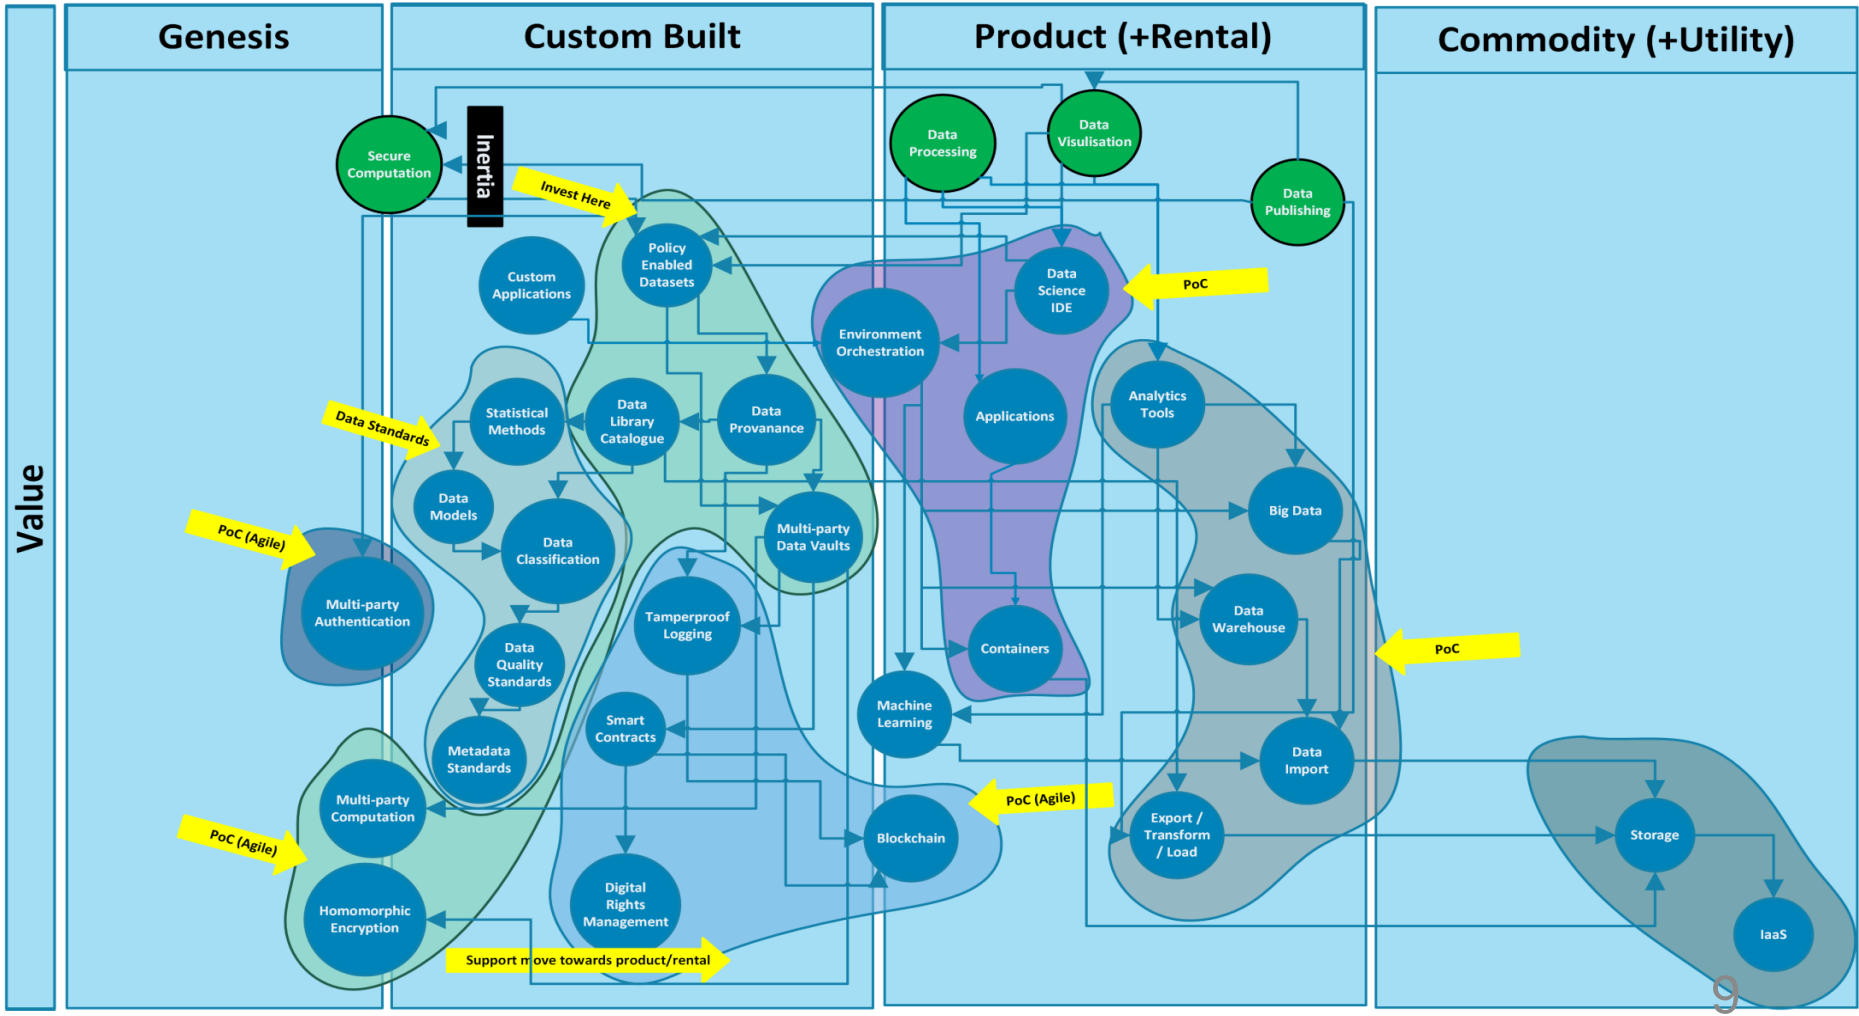 Genesis
Custom Built
Product (+Rental)
Commodity (+Utility)
Value
Inertia
Secure
Computation
Data
Processing
Data
Visulisation
Data
Publishing
Invest Here
Policy
Enabled
Datasets
Custom
Applications
Data
Science
IDE
PoC
Environment
Orchestration
Data Standards
Statistical
Methods
Data
Library
Catalogue
Data
Provanance
Applications
Analytics
Tools
Data
Models
Data
Classification
Multi-party
Data Vaults
Big Data
PoC (Agile)
Multi-party
Authentication
Tamperproof
Logging
Data
Warehouse
Data
Quality
Standards
Containers
PoC
Smart
Contracts
Machine
Learning
Metadata
Standards
Data
Import
Multi-party
Computation
PoC (Agile)
PoC (Agile)
Blockchain
Export /
Transform
/ Load
Storage
Homomorphic
Encryption
Digital
Rights
Management
IaaS
Support move towards product/rental
9